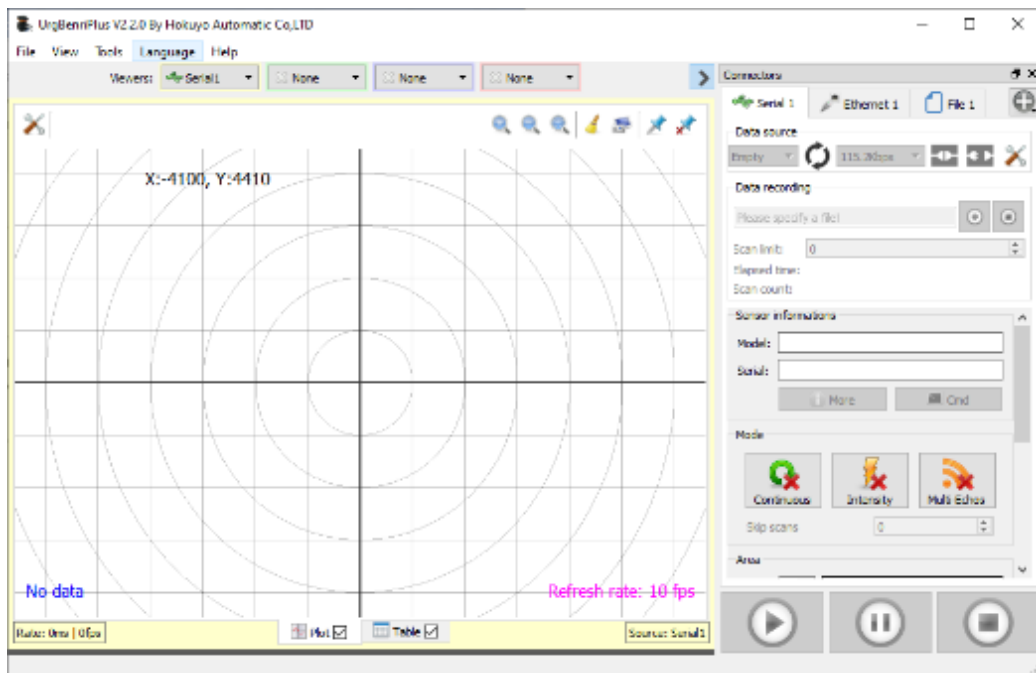 UrgBenriPlus V2.2.0 By Hokuyo Automatic Co,LTD
File View Tools Language Help
Viewers: Serial1 None None None
Connectors
Serial 1 Ethernet 1 File 1
Data source
Empty 115.2Kbps
X:-4100, Y:4410
Data recording
Please specify a file!
Scan limit: 0
Elapsed time:
Scan count:
Sensor informations
Model:
Serial:
More Cmd
Mode
Continuous Intensity Multi Echos
Skip scans 0
Area
No data
Refresh rate: 10 fps
Rate: 0ms | 0fps
Plot Table
Source: Serial1